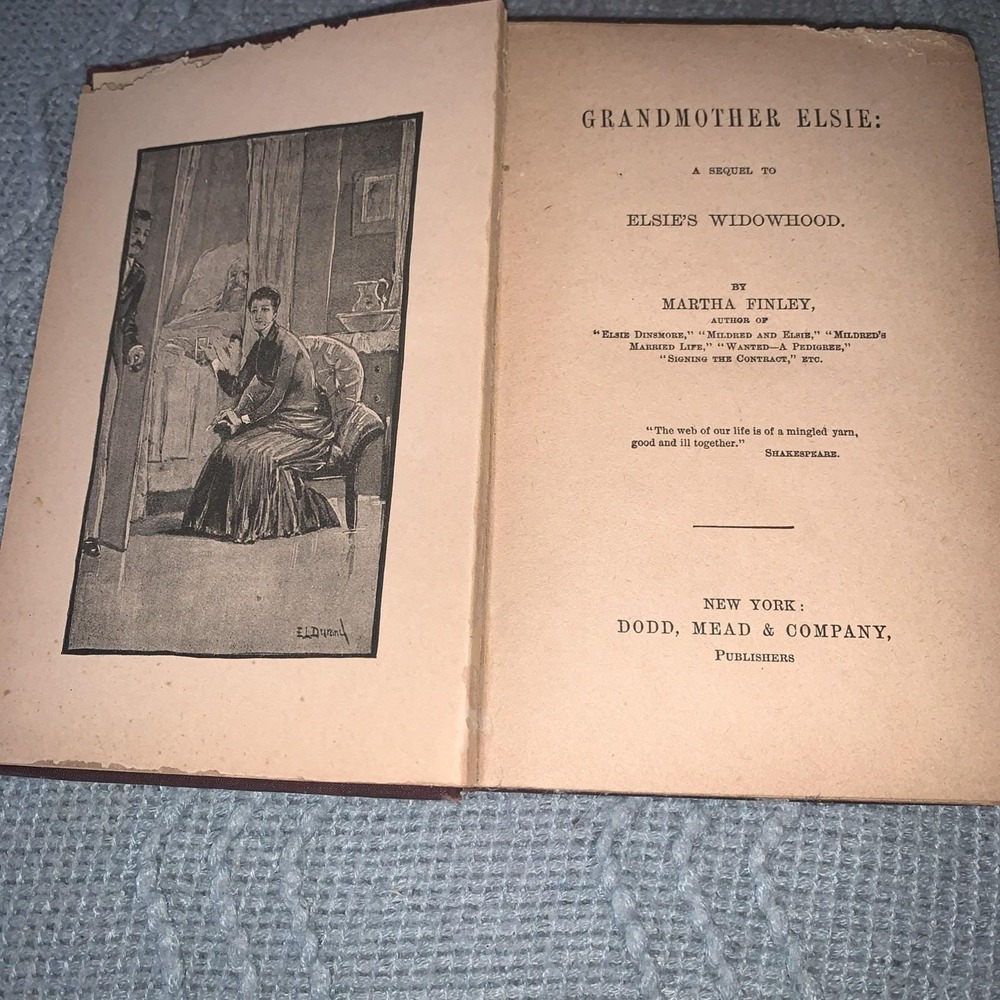 E L Durand
GRANDMOTHER ELSIE:
A SEQUEL TO
ELSIE'S WIDOWHOOD.
BY
MARTHA FINLEY,
AUTHOR OF
"Elsie Dinsmore," "Mildred and Elsie," "Mildred's
Married Life," "Wanted—A Pedigree,"
"Signing the Contract," etc.
"The web of our life is of a mingled yarn,
good and ill together."
Shakespeare.
NEW YORK:
DODD, MEAD & COMPANY,
Publishers